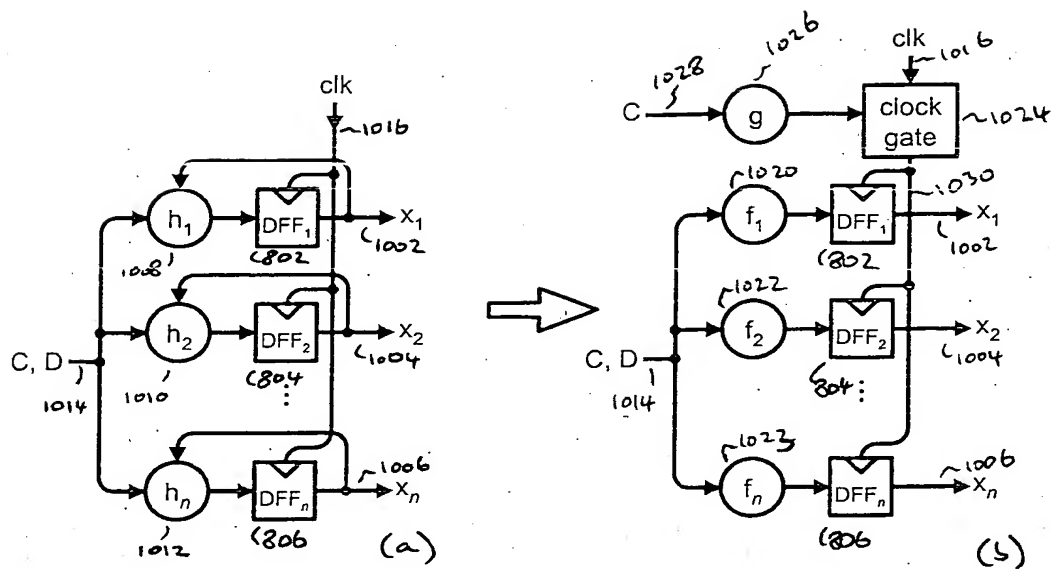 clk
1016
h1
1008
DFF1
802
x1
1002
h2
1010
DFF2
804
x2
1004
C, D
1014
⋮
hn
1012
DFFn
806
xn
1006
(a)
C
1028
g
1026
clk
1016
clock
gate
1024
1030
f1
1020
DFF1
802
x1
1002
f2
1022
DFF2
804
x2
1004
C, D
1014
⋮
fn
1023
DFFn
806
xn
1006
(b)